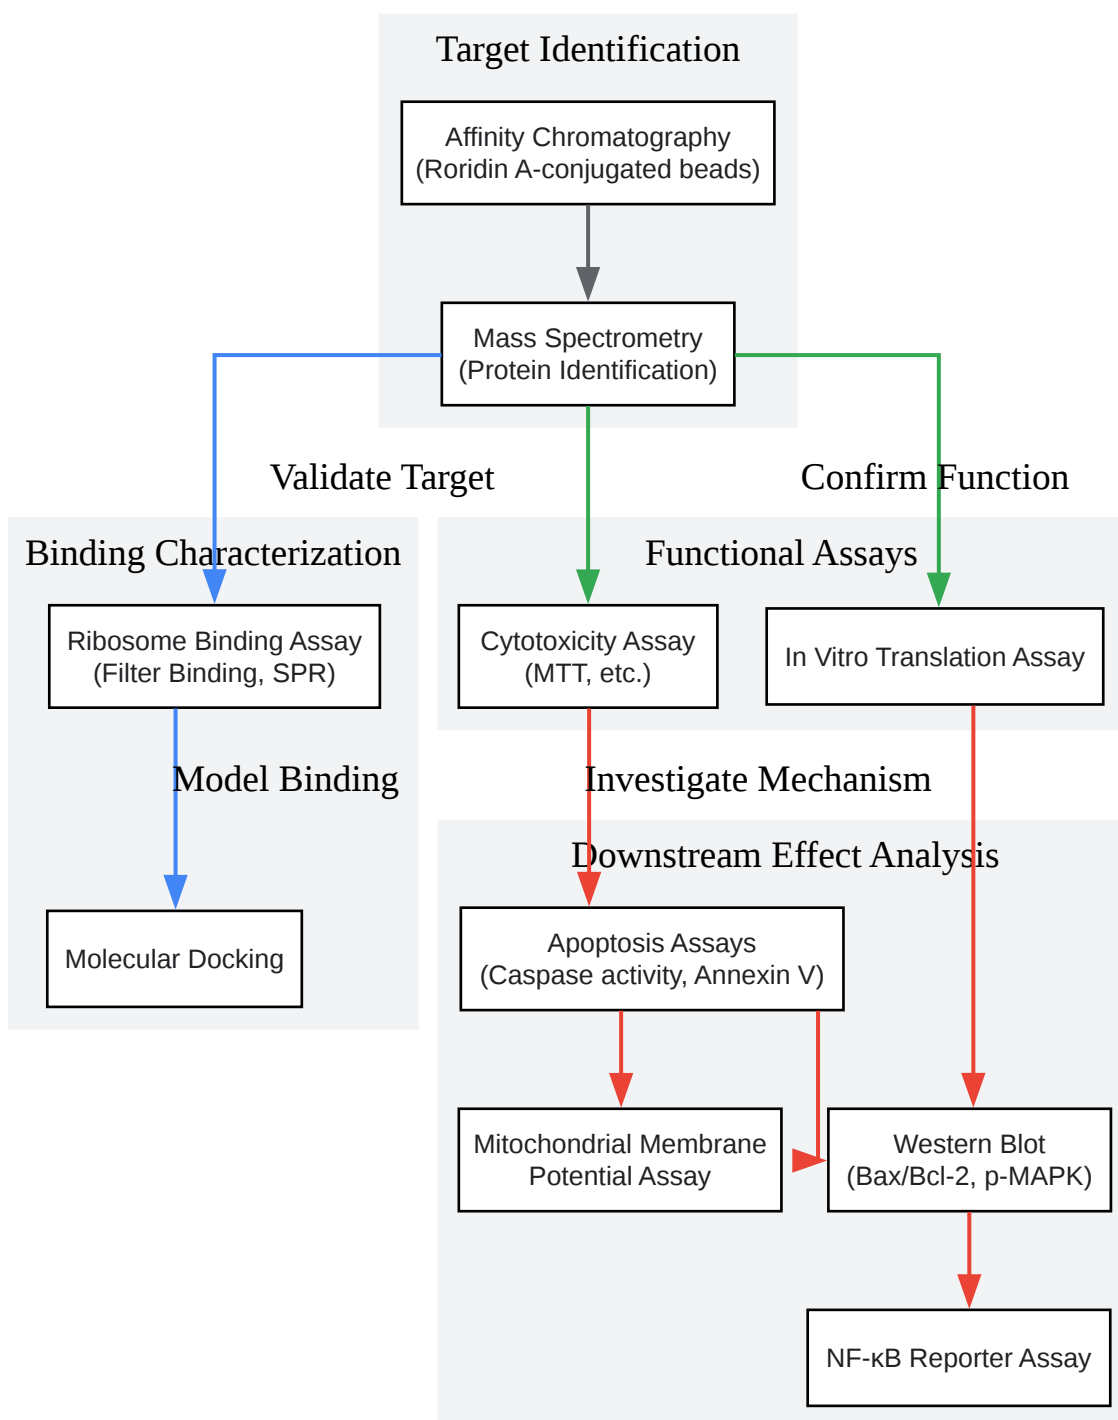 Target Identification
Affinity Chromatography
(Roridin A-conjugated beads)
Mass Spectrometry
(Protein Identification)
Validate Target
Confirm Function
Binding Characterization
Functional Assays
Ribosome Binding Assay
(Filter Binding, SPR)
Cytotoxicity Assay
(MTT, etc.)
In Vitro Translation Assay
Model Binding
Investigate Mechanism
Downstream Effect Analysis
Molecular Docking
Apoptosis Assays
(Caspase activity, Annexin V)
Mitochondrial Membrane
Potential Assay
Western Blot
(Bax/Bcl-2, p-MAPK)
NF-κB Reporter Assay